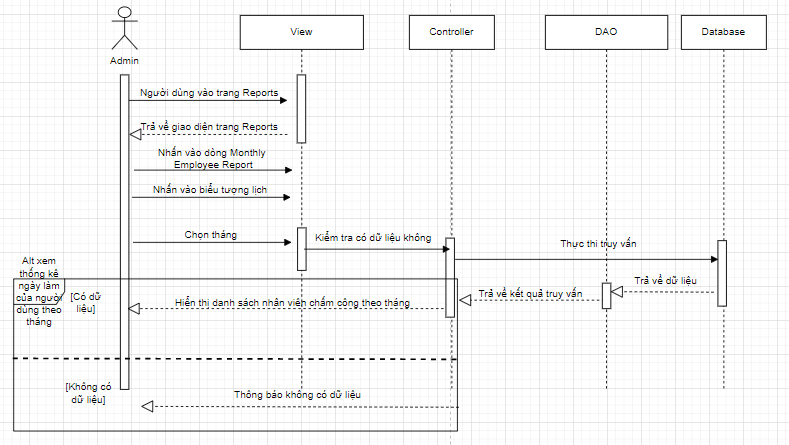 View
Controller
DAO
Database
Admin
Người dùng vào trang Reports
Trả về giao diện trang Reports
Nhấn vào dòng Monthly
Employee Report
Nhấn vào biểu tượng lịch
Chọn tháng
Kiểm tra có dữ liệu không
Thực thi truy vấn
Alt xem
thống kê
ngày làm
của người
dùng theo
tháng
[Có dữ
liệu]
Trả về dữ liệu
Trả về kết quả truy vấn
Hiển thi danh sách nhân viên chấm công theo tháng
[Không có
dữ liệu]
Thông báo không có dữ liệu